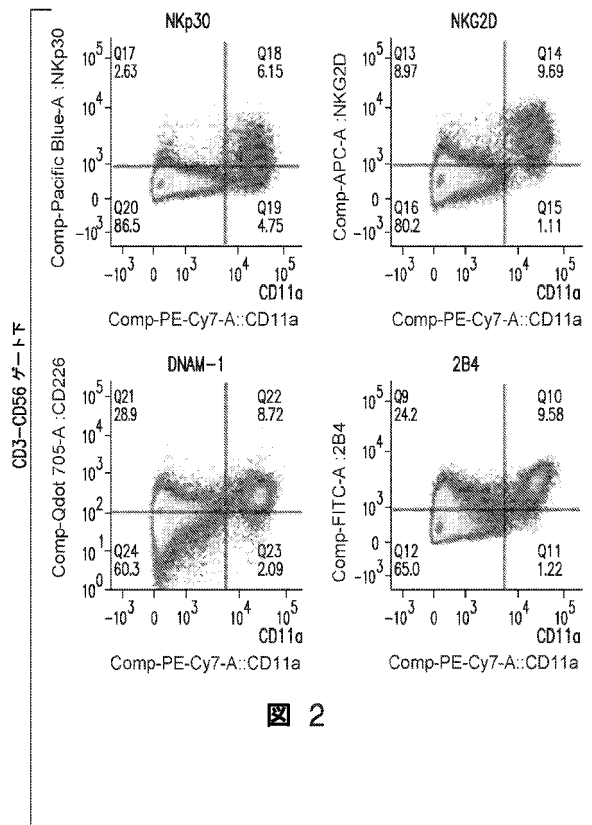 CD3-CD56 ゲート下
NKp30
Comp-Pacific Blue-A :NKp30
10⁵
10⁴
10³
0
-10³
Q17
2.63
Q18
6.15
Q20
86.5
Q19
4.75
-10³ 0 10³ 10⁴ 10⁵
CD11a
Comp-PE-Cy7-A::CD11a
NKG2D
Comp-APC-A :NKG2D
10⁵
10⁴
10³
0
-10³
Q13
8.97
Q14
9.69
Q16
80.2
Q15
1.11
-10³ 0 10³ 10⁴ 10⁵
CD11a
Comp-PE-Cy7-A::CD11a
DNAM-1
Comp-Qdot 705-A :CD226
10⁵
10⁴
10³
10²
10¹
10⁰
Q21
28.9
Q22
8.72
Q24
60.3
Q23
2.09
-10³ 0 10³ 10⁴ 10⁵
CD11a
Comp-PE-Cy7-A::CD11a
2B4
Comp-FITC-A :2B4
10⁵
10⁴
10³
0
-10³
Q9
24.2
Q10
9.58
Q12
65.0
Q11
1.22
-10³ 0 10³ 10⁴ 10⁵
CD11a
Comp-PE-Cy7-A::CD11a
図 2